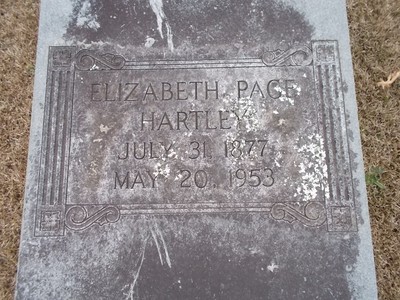 ELIZABETH PAGE
HARTLEY
JULY 31 1877
MAY 20 1953